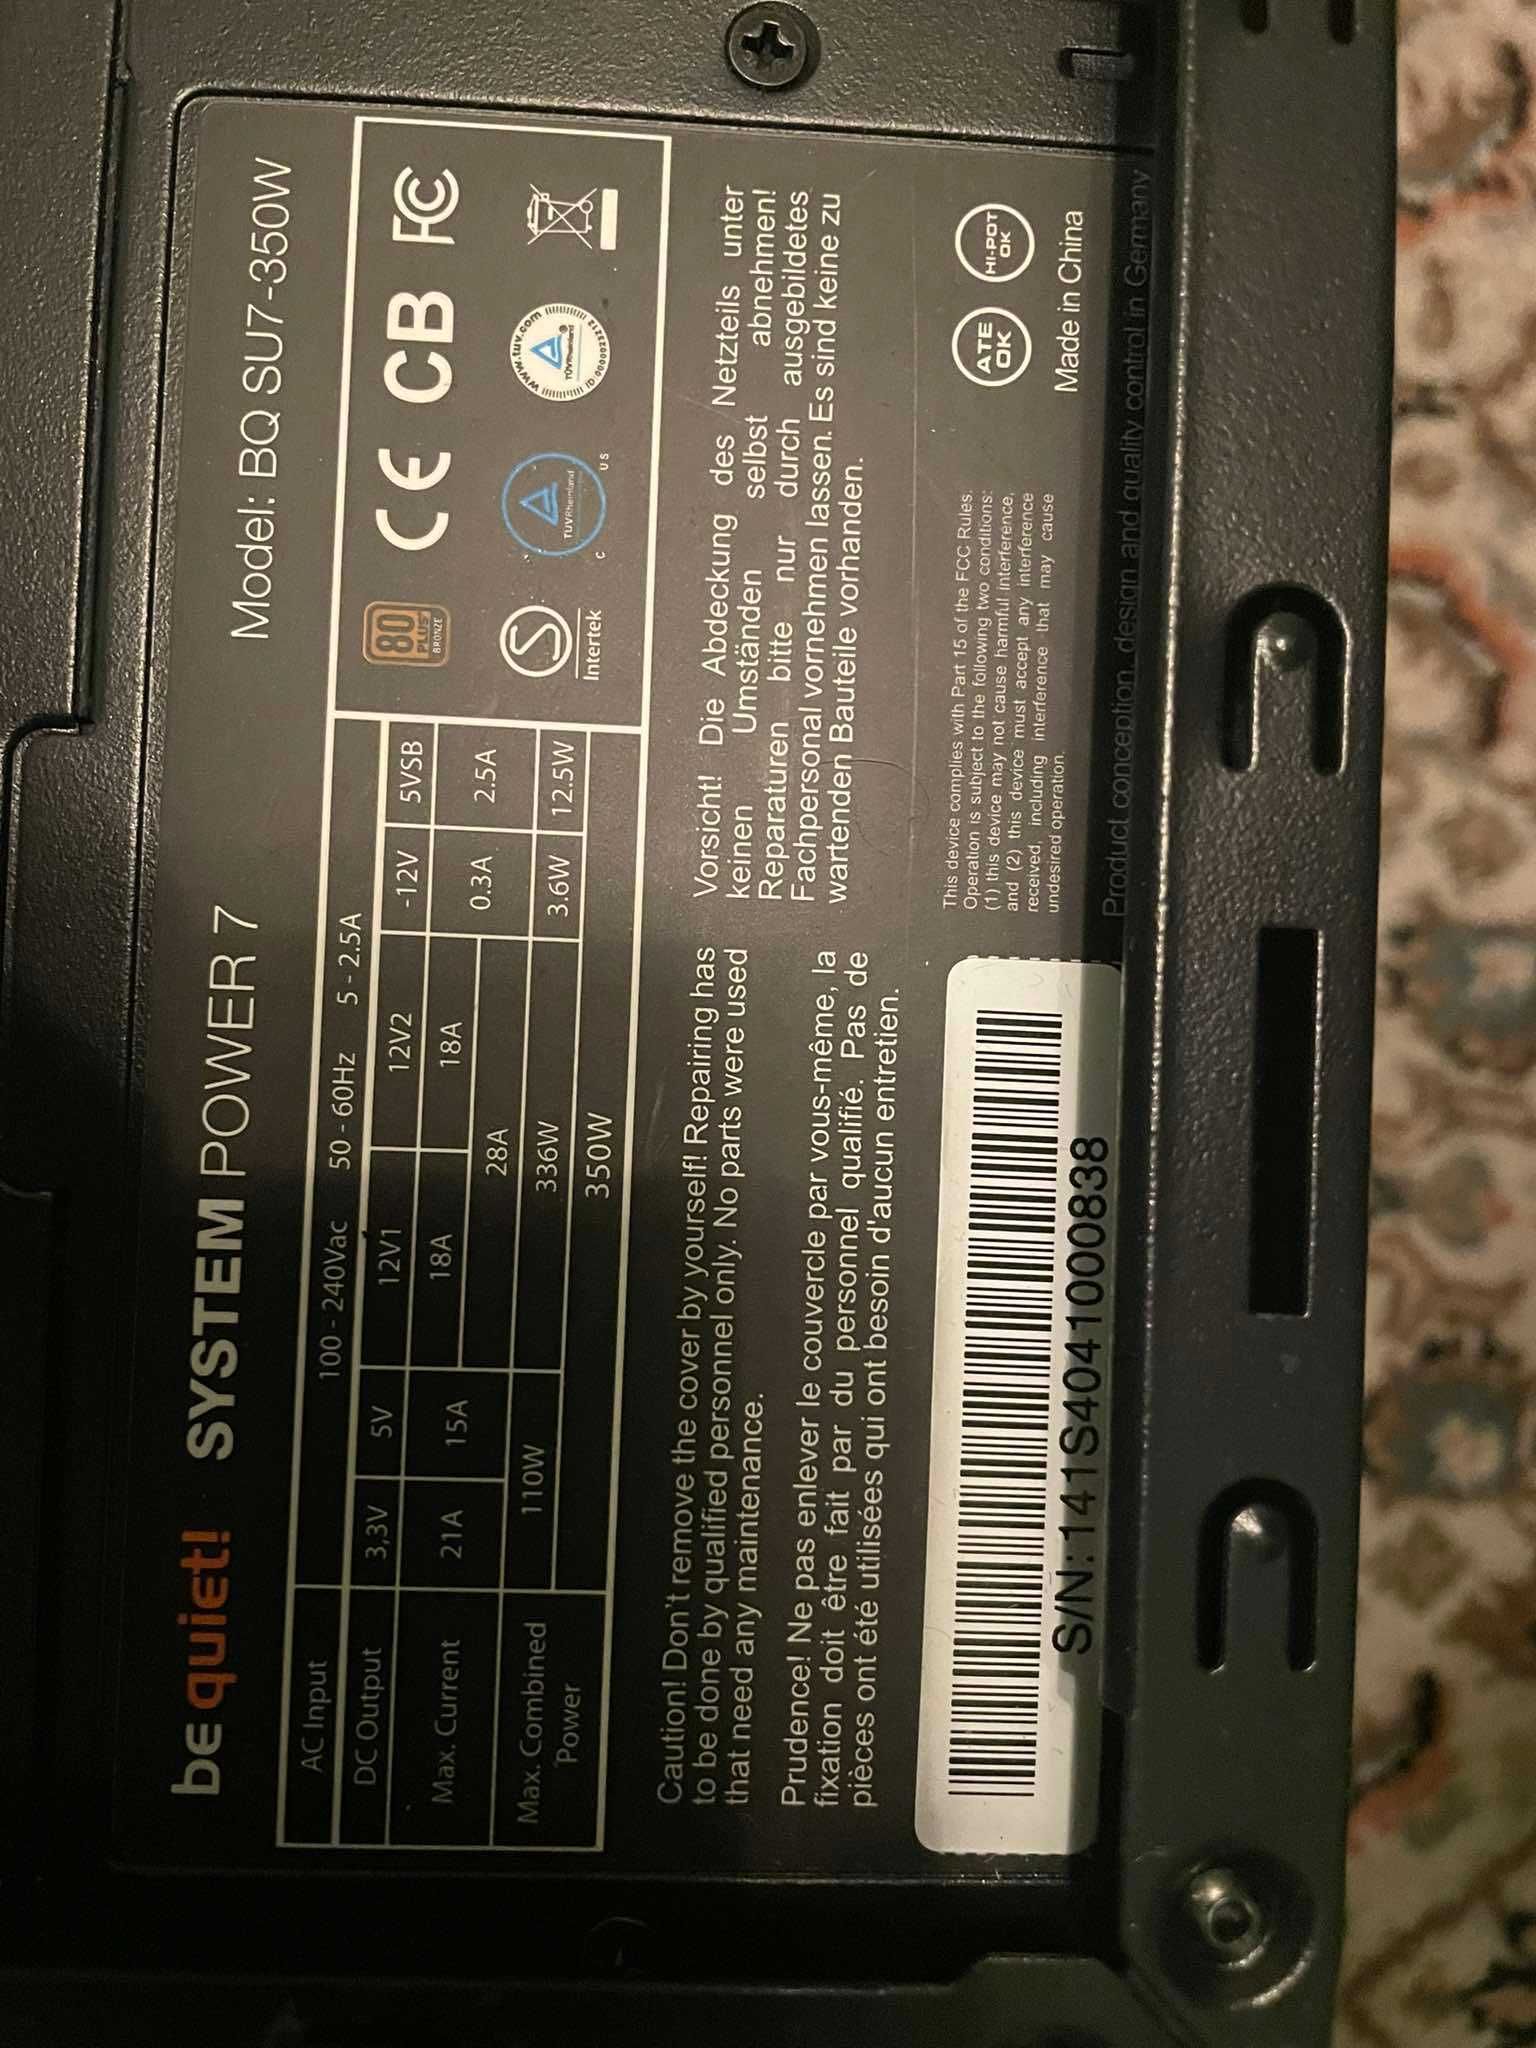 be quiet! SYSTEM POWER 7 Model: BQ SU7-350W
AC Input 100 - 240Vac 50 - 60Hz 5 - 2.5A
DC Output 3,3V 5V 12V1 12V2 -12V 5VSB
Max. Current 21A 15A 18A 18A 0.3A 2.5A
28A
Max. Combined Power 110W 336W 3.6W 12.5W
350W
80 PLUS BRONZE
CE CB FC
S Intertek
TÜVRheinland C US
www.tuv.com TÜVRheinland® ID 0000023212
Caution! Don't remove the cover by yourself! Repairing has
to be done by qualified personnel only. No parts were used
that need any maintenance.
Prudence! Ne pas enlever le couvercle par vous-même, la
fixation doit être fait par du personnel qualifié. Pas de
pièces ont été utilisées qui ont besoin d'aucun entretien.
Vorsicht! Die Abdeckung des Netzteils unter
keinen Umständen selbst abnehmen!
Reparaturen bitte nur durch ausgebildetes
Fachpersonal vornehmen lassen. Es sind keine zu
wartenden Bauteile vorhanden.
S/N:141S4041000838
This device complies with Part 15 of the FCC Rules.
Operation is subject to the following two conditions:
(1) this device may not cause harmful interference,
and (2) this device must accept any interference
received, including interference that may cause
undesired operation.
ATE OK
HI-POT OK
Made in China
Product conception, design and quality control in Germany